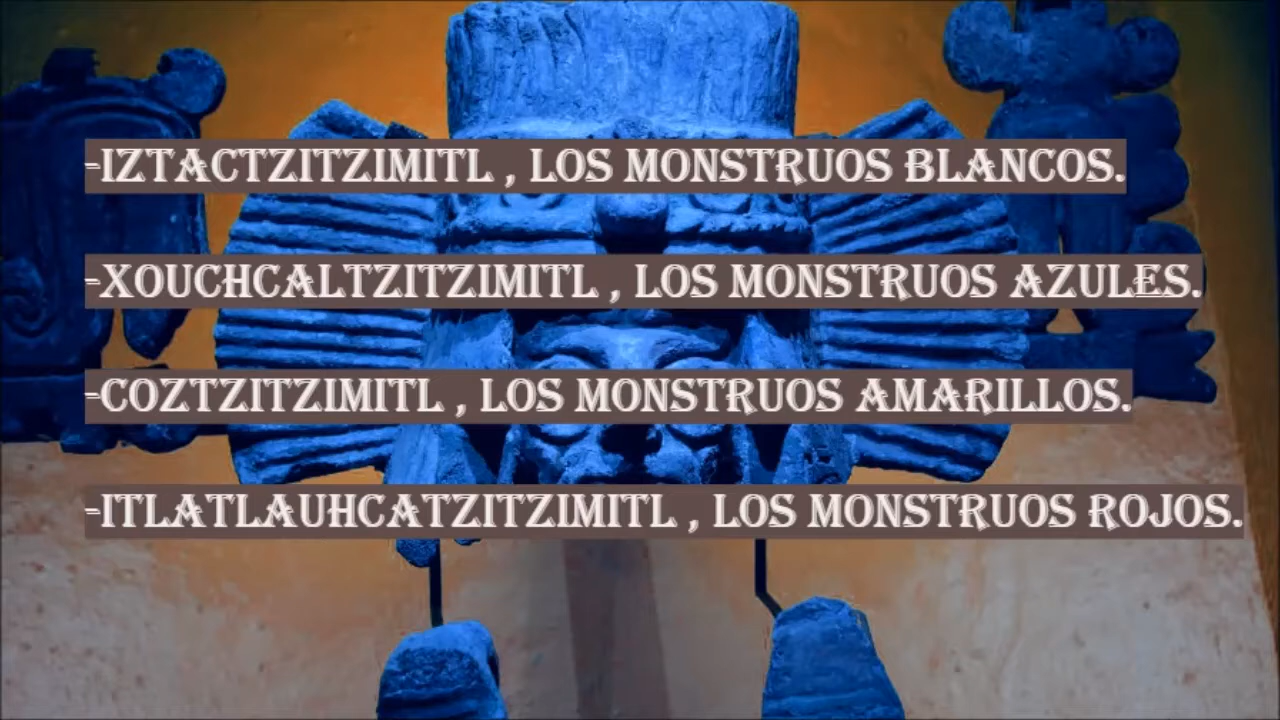 -IZTACTZITZIMITL , LOS MONSTRUOS BLANCOS.
-XOUCHCALTZITZIMITL , LOS MONSTRUOS AZULES.
-COZTZITZIMITL , LOS MONSTRUOS AMARILLOS.
-ITLATLAUHCATZITZIMITL , LOS MONSTRUOS ROJOS.